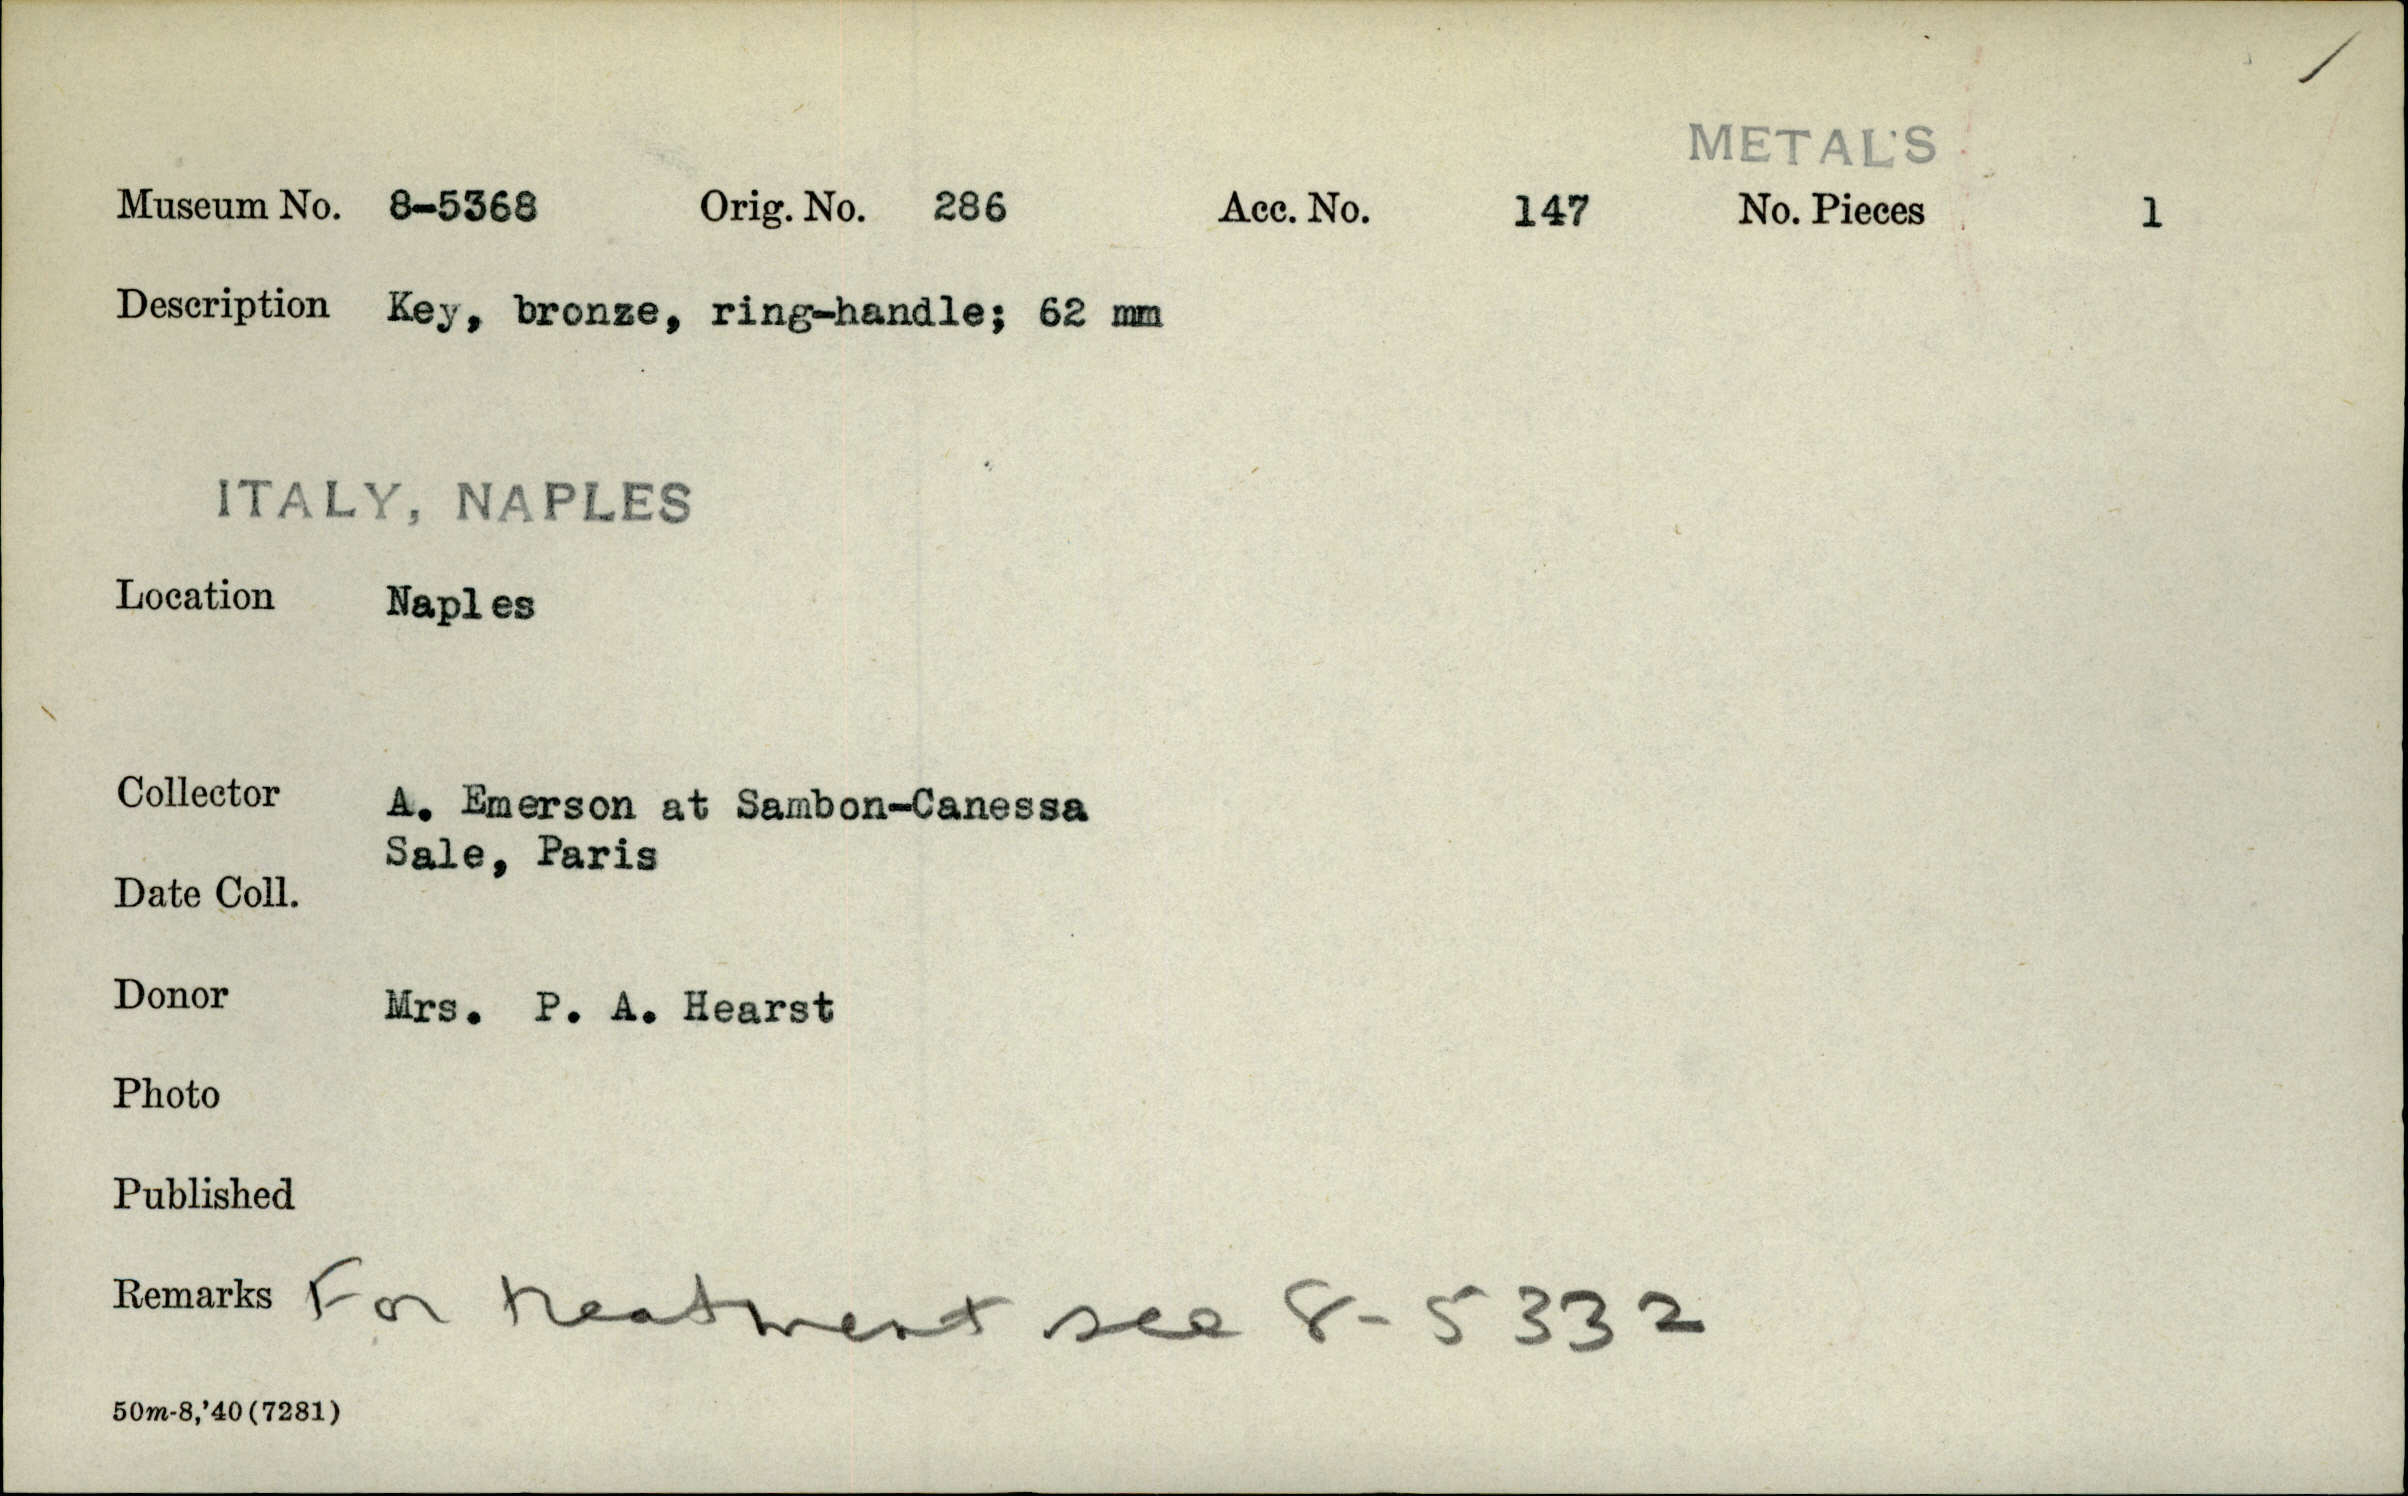 METALS
Museum No. 8-5368 Orig. No. 286 Acc. No. 147 No. Pieces 1
Description Key, bronze, ring-handle; 62 mm
ITALY, NAPLES
Location Naples
Collector A. Emerson at Sambon-Canessa
Sale, Paris
Date Coll.
Donor Mrs. P. A. Hearst
Photo
Published
Remarks For treatment see 8-5332
50m-8,'40(7281)